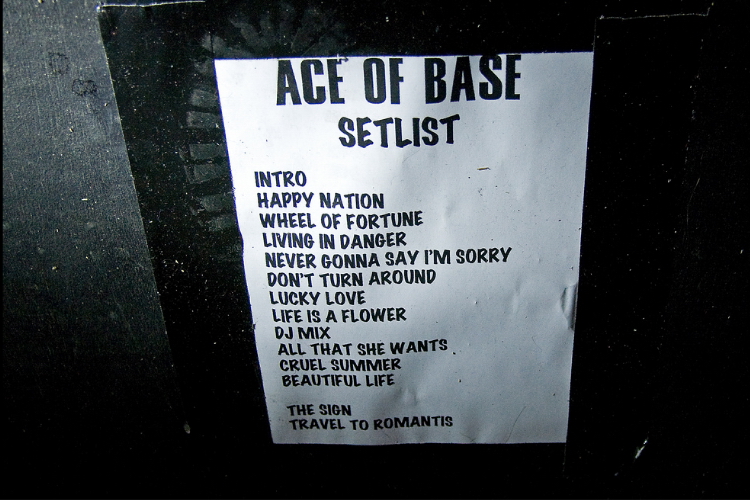 ACE OF BASE
SETLIST
INTRO
HAPPY NATION
WHEEL OF FORTUNE
LIVING IN DANGER
NEVER GONNA SAY I'M SORRY
DON'T TURN AROUND
LUCKY LOVE
LIFE IS A FLOWER
DJ MIX
ALL THAT SHE WANTS
CRUEL SUMMER
BEAUTIFUL LIFE
THE SIGN
TRAVEL TO ROMANTIS